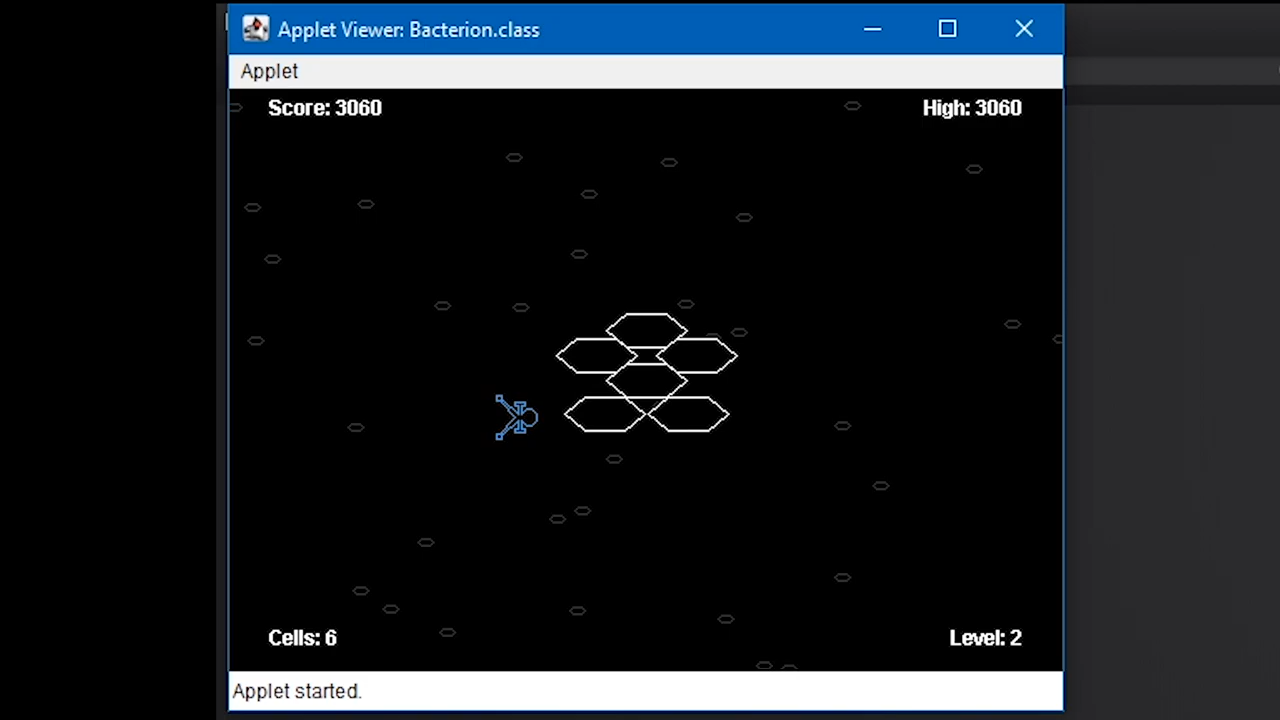 Applet Viewer: Bacterion.class
Applet
Score: 3060
High: 3060
Cells: 6
Level: 2
Applet started.